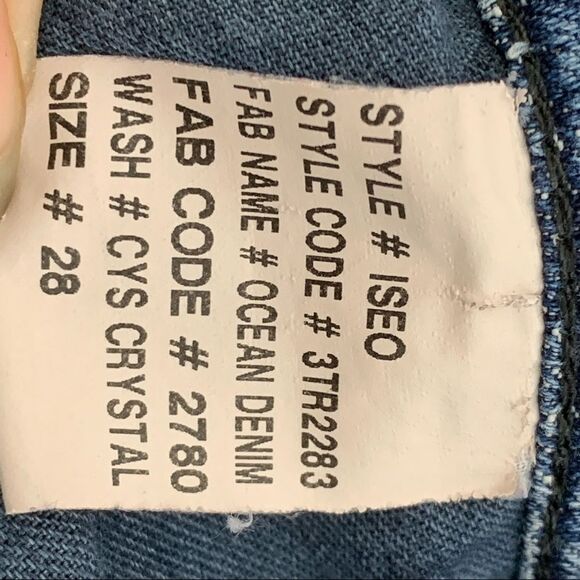 STYLE # ISEO
STYLE CODE # 3TR2283
FAB NAME # OCEAN DENIM
FAB CODE # 2780
WASH # CYS CRYSTAL
SIZE # 28